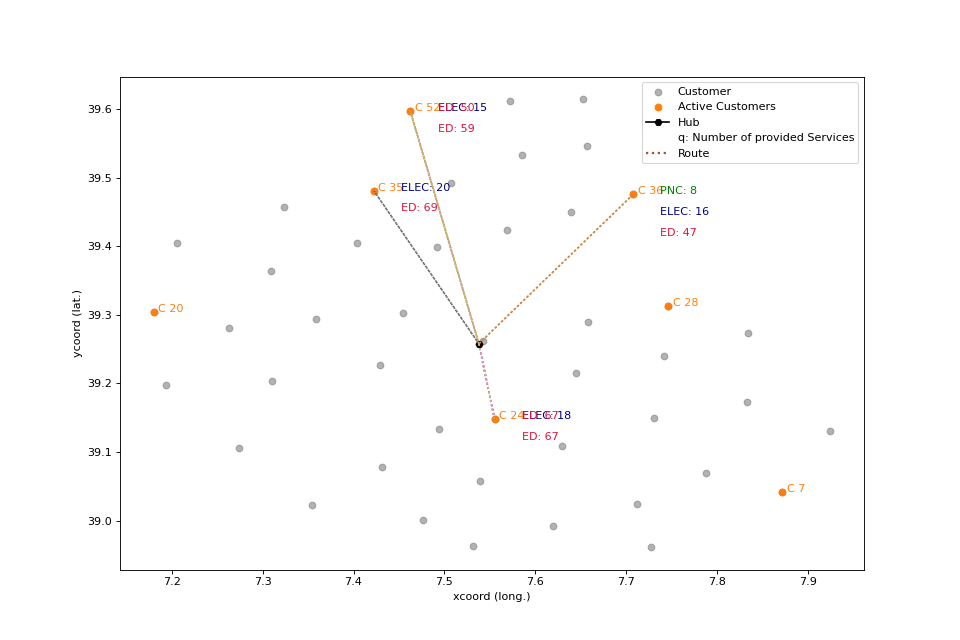 Customer
Active Customers
Hub
q: Number of provided Services
Route
C 52
ELEC: 15
ED: 59
C 35
ELEC: 20
ED: 69
C 36
PNC: 8
ELEC: 16
ED: 47
C 20
C 28
C 24
ELEC: 18
ED: 67
C 7
39.6
39.5
39.4
39.3
39.2
39.1
39.0
ycoord (lat.)
7.2 7.3 7.4 7.5 7.6 7.7 7.8 7.9
xcoord (long.)